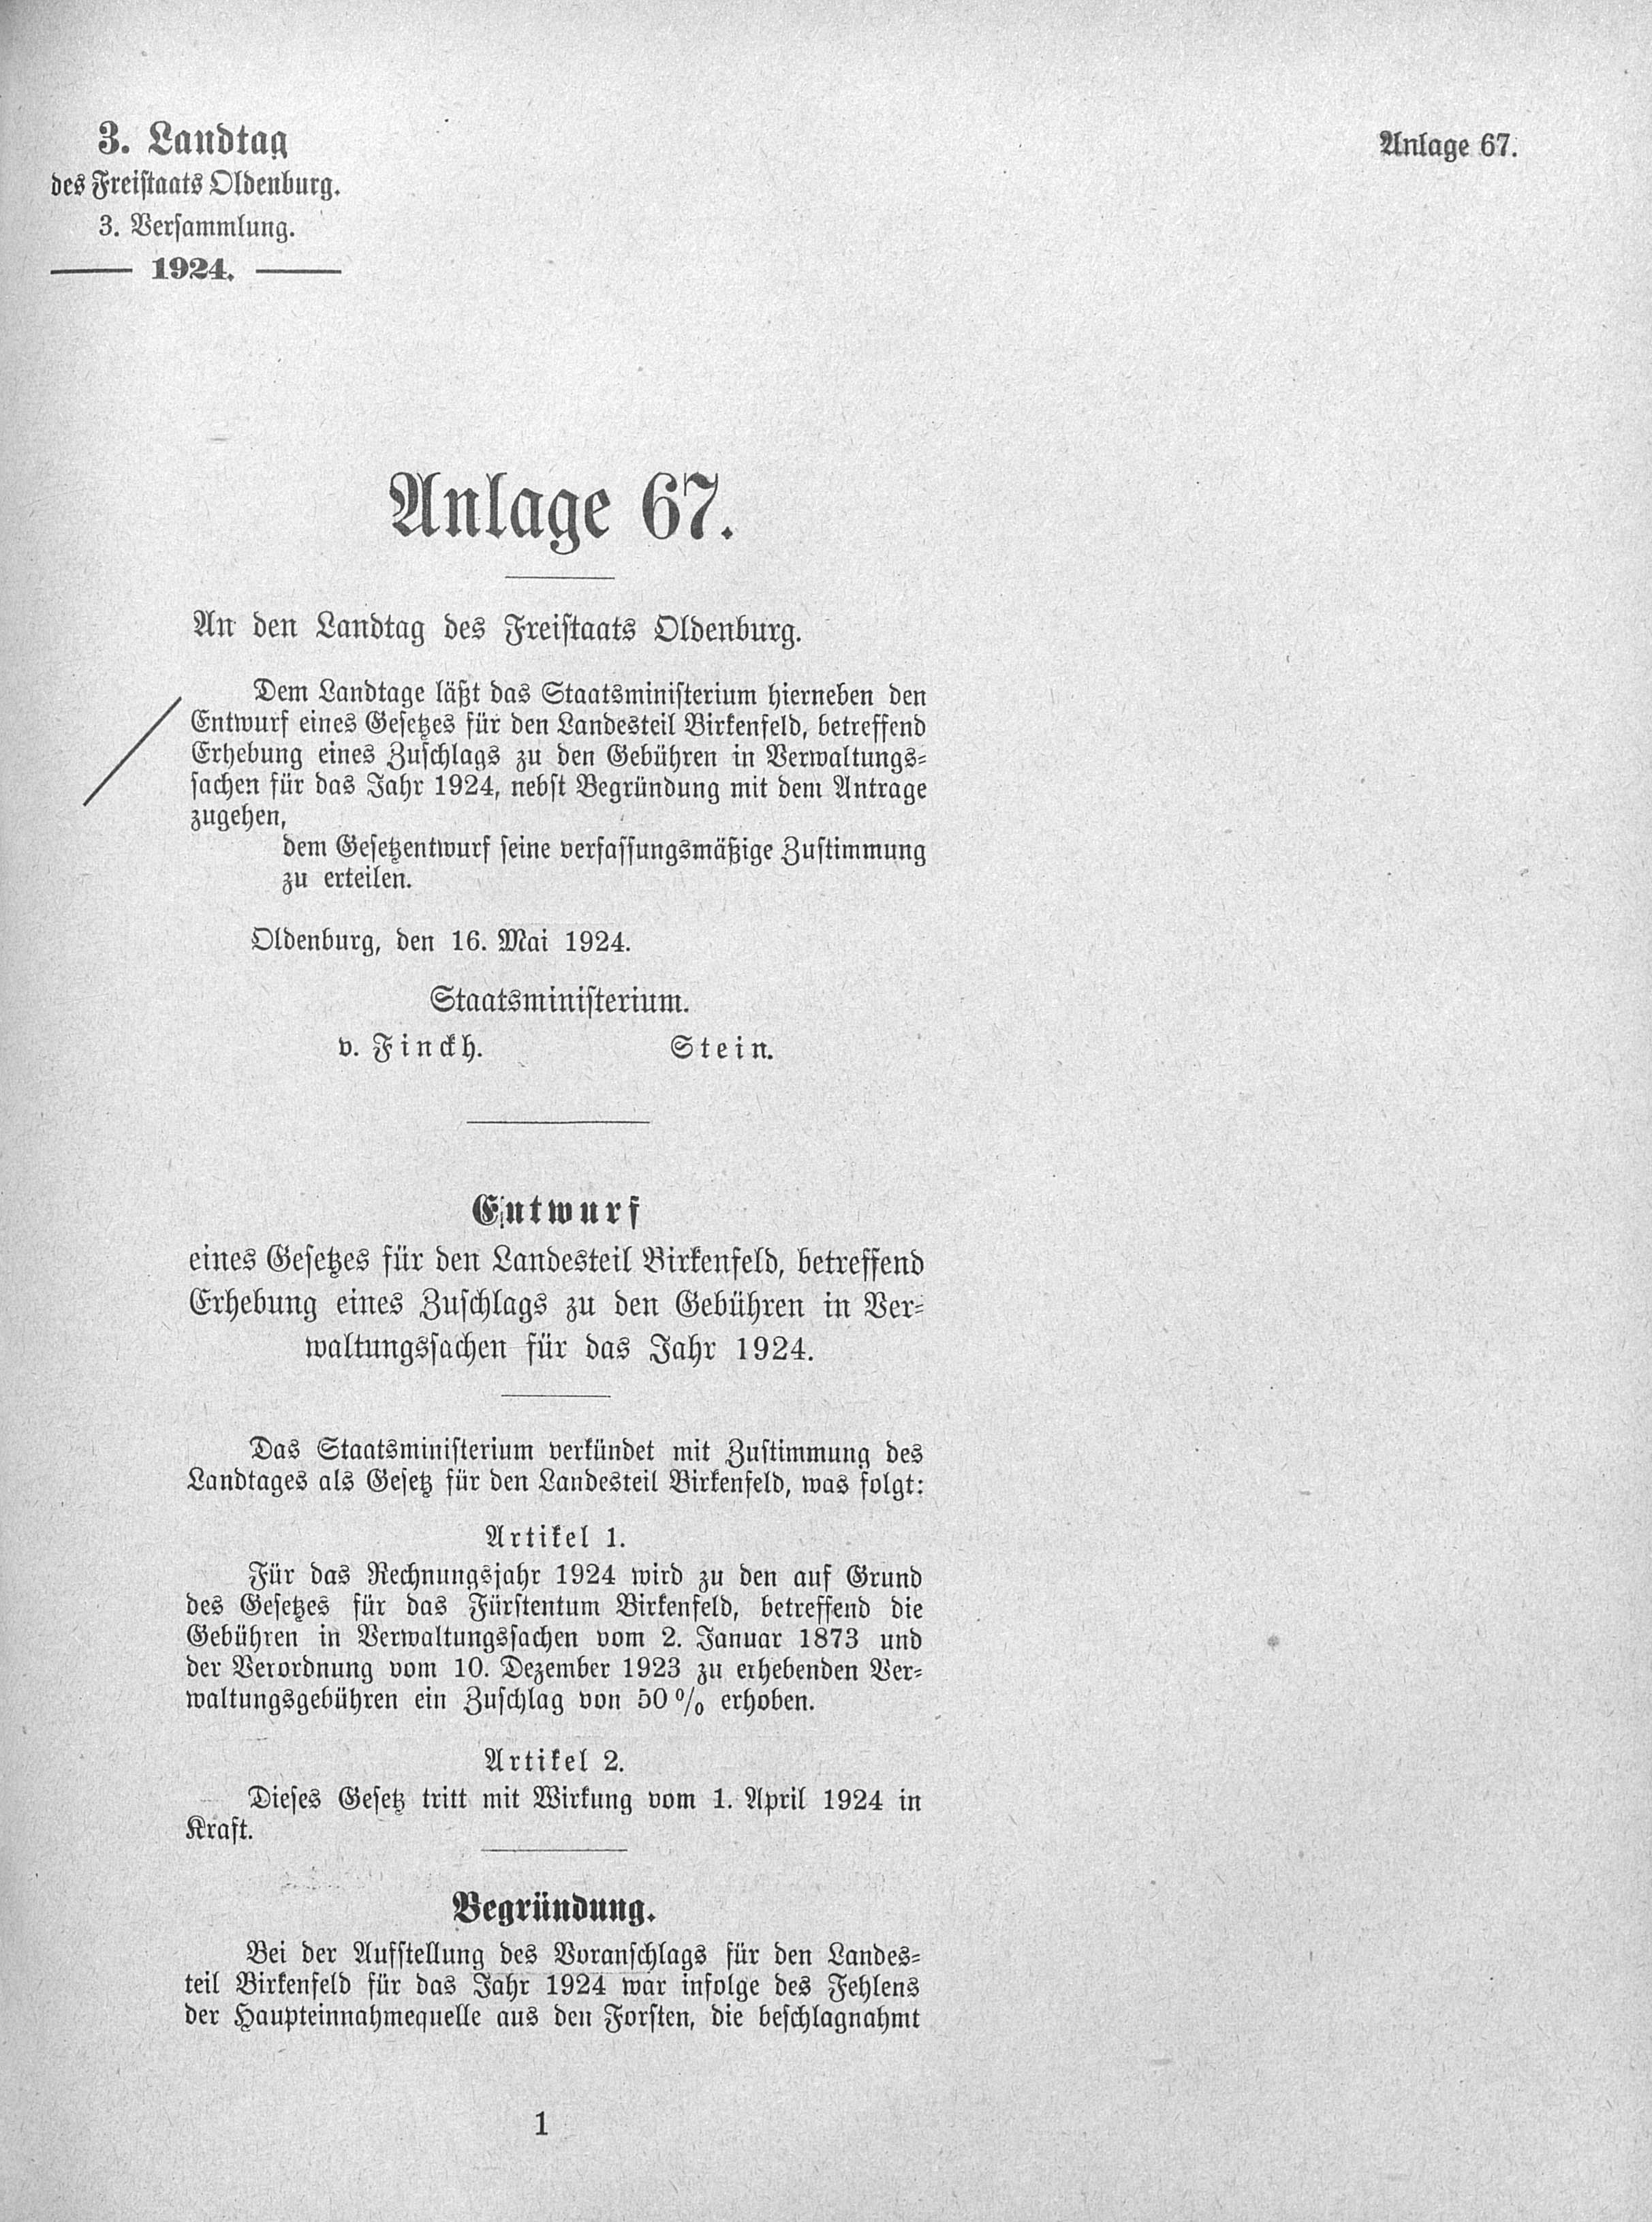 3. Landtag
des Freistaats Oldenburg.
3. Versammlung.
1924.
Anlage 67.
Anlage 67.
An den Landtag des Freistaats Oldenburg.
Dem Landtage läßt das Staatsministerium hierneben den
Entwurf eines Gesetzes für den Landesteil Birkenfeld, betreffend
Erhebung eines Zuschlags zu den Gebühren in Verwaltungs-
sachen für das Jahr 1924, nebst Begründung mit dem Antrage
zugehen,
dem Gesetzentwurf seine verfassungsmäßige Zustimmung
zu erteilen.
Oldenburg, den 16. Mai 1924.
Staatsministerium.
v. Finckh. Stein.
Entwurf
eines Gesetzes für den Landesteil Birkenfeld, betreffend
Erhebung eines Zuschlags zu den Gebühren in Ver-
waltungssachen für das Jahr 1924.
Das Staatsministerium verkündet mit Zustimmung des
Landtages als Gesetz für den Landesteil Birkenfeld, was folgt:
Artikel 1.
Für das Rechnungsjahr 1924 wird zu den auf Grund
des Gesetzes für das Fürstentum Birkenfeld, betreffend die
Gebühren in Verwaltungssachen vom 2. Januar 1873 und
der Verordnung vom 10. Dezember 1923 zu erhebenden Ver-
waltungsgebühren ein Zuschlag von 50 % erhoben.
Artikel 2.
Dieses Gesetz tritt mit Wirkung vom 1. April 1924 in
Kraft.
Begründung.
Bei der Aufstellung des Voranschlags für den Landes-
teil Birkenfeld für das Jahr 1924 war infolge des Fehlens
der Haupteinnahmequelle aus den Forsten, die beschlagnahmt
1